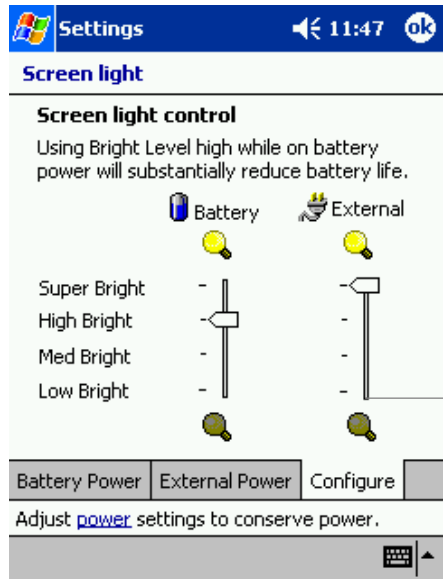 Settings 11:47 ok
Screen light
Screen light control
Using Bright Level high while on battery
power will substantially reduce battery life.
Battery External
Super Bright
High Bright
Med Bright
Low Bright
Battery Power External Power Configure
Adjust power settings to conserve power.